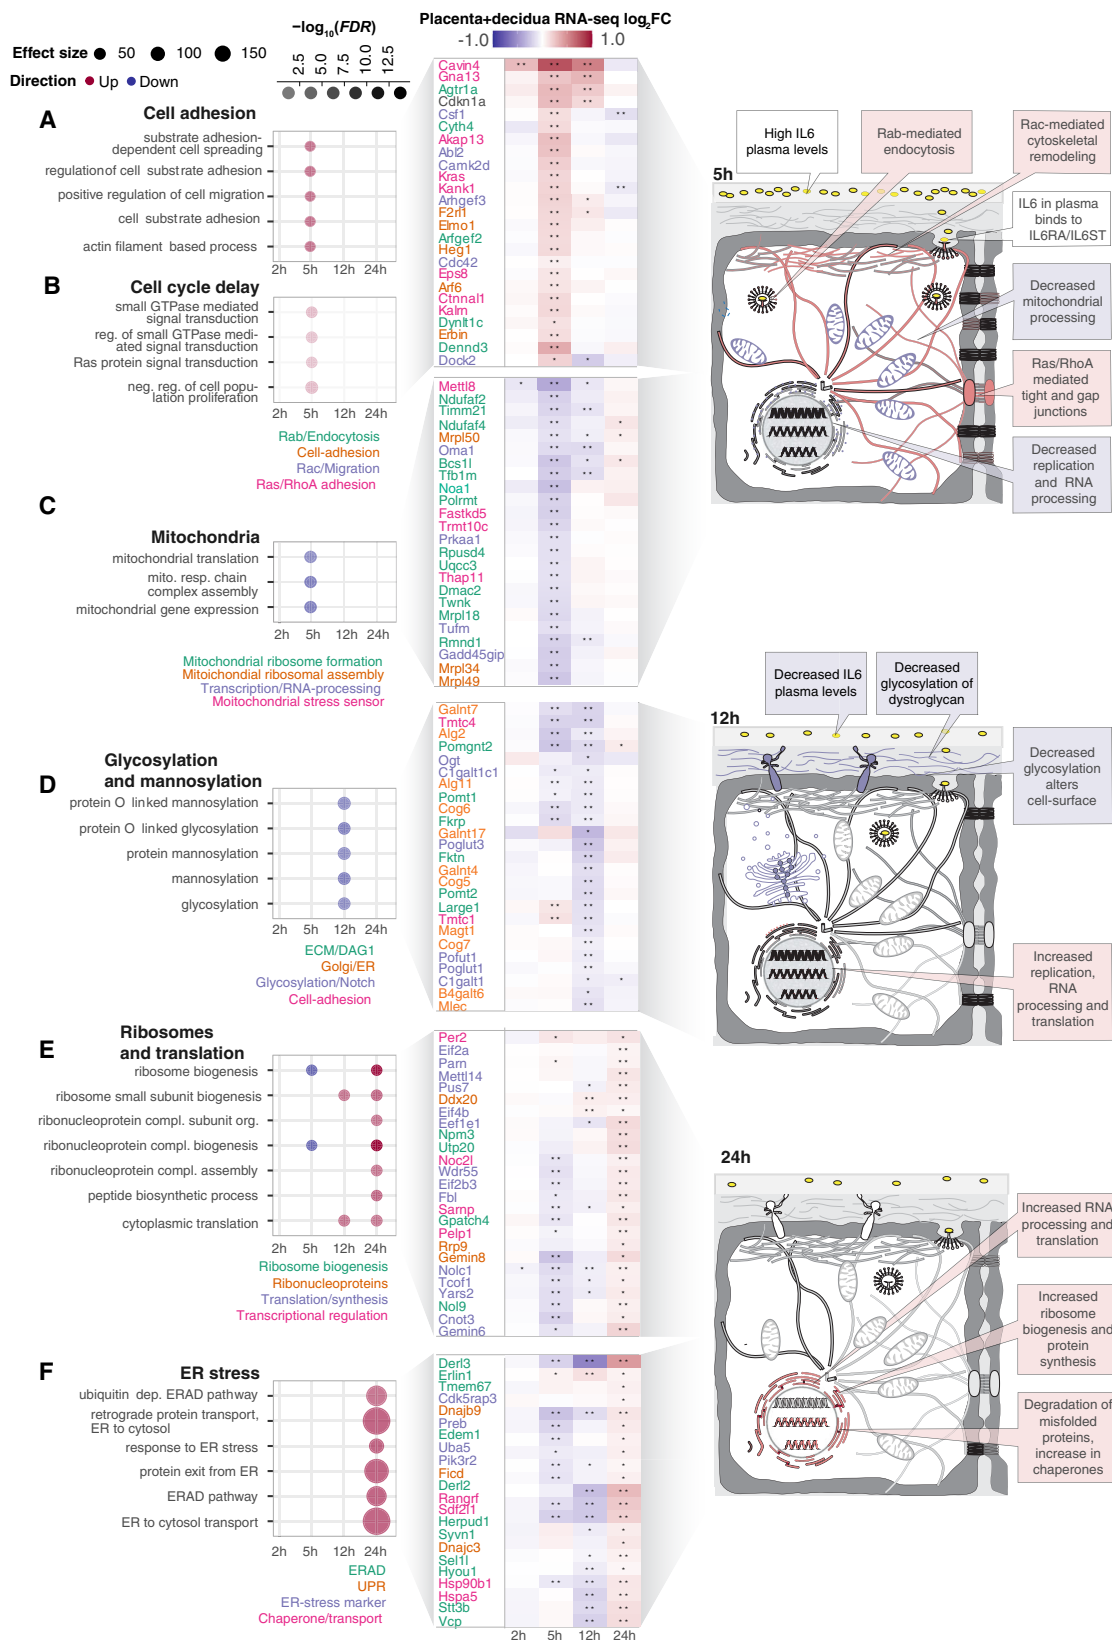 −log10(FDR)
Effect size 50 100 150
2.5 5.0 7.5 10.0 12.5
Direction Up Down
Placenta+decidua RNA-seq log2FC
-1.0 1.0
A
Cell adhesion
substrate adhesion-
dependent cell spreading
regulation of cell substrate adhesion
positive regulation of cell migration
cell substrate adhesion
actin filament based process
2h 5h 12h 24h
B
Cell cycle delay
small GTPase mediated
signal transduction
reg. of small GTPase medi-
ated signal transduction
Ras protein signal transduction
neg. reg. of cell popu-
lation proliferation
Rab/Endocytosis
Cell-adhesion
Rac/Migration
Ras/RhoA adhesion
Cavin4
Gna13
Agtr1a
Cdkn1a
Csf1
Cyth4
Akap13
Abl2
Camk2d
Kras
Kank1
Arhgef3
F2rl1
Elmo1
Arfgef2
Heg1
Cdc42
Eps8
Arf6
Ctnnal1
Kalrn
Dynlt1c
Erbin
Dennd3
Dock2
C
Mitochondria
mitochondrial translation
mito. resp. chain
complex assembly
mitochondrial gene expression
2h 5h 12h 24h
Mitochondrial ribosome formation
Mitoichondial ribosomal assembly
Transcription/RNA-processing
Moitochondrial stress sensor
Mettl8
Ndufaf2
Timm21
Ndufaf4
Mrpl50
Oma1
Bcs1l
Tfb1m
Noa1
Polrmt
Fastkd5
Trmt10c
Prkaa1
Rpusd4
Uqcc3
Thap11
Dmac2
Twnk
Mrpl18
Tufm
Rmnd1
Gadd45gip
Mrpl34
Mrpl49
D
Glycosylation
and mannosylation
protein O linked mannosylation
protein O linked glycosylation
protein mannosylation
mannosylation
glycosylation
ECM/DAG1
Golgi/ER
Glycosylation/Notch
Cell-adhesion
Galnt7
Tmtc4
Alg2
Pomgnt2
Ogt
C1galt1c1
Alg11
Pomt1
Cog6
Fkrp
Galnt17
Poglut3
Fktn
Galnt4
Cog5
Pomt2
Large1
Tmtc1
Magt1
Cog7
Pofut1
Poglut1
C1galt1
B4galt6
Mlec
E
Ribosomes
and translation
ribosome biogenesis
ribosome small subunit biogenesis
ribonucleoprotein compl. subunit org.
ribonucleoprotein compl. biogenesis
ribonucleoprotein compl. assembly
peptide biosynthetic process
cytoplasmic translation
2h 5h 12h 24h
Ribosome biogenesis
Ribonucleoproteins
Translation/synthesis
Transcriptional regulation
Per2
Eif2a
Parn
Mettl14
Pus7
Ddx20
Eif4b
Eef1e1
Npm3
Utp20
Noc2l
Wdr55
Eif2b3
Fbl
Sarnp
Gpatch4
Pelp1
Rrp9
Gemin8
Nolc1
Tcof1
Yars2
Nol9
Cnot3
Gemin6
F
ER stress
ubiquitin dep. ERAD pathway
retrograde protein transport,
ER to cytosol
response to ER stress
protein exit from ER
ERAD pathway
ER to cytosol transport
2h 5h 12h 24h
ERAD
UPR
ER-stress marker
Chaperone/transport
Derl3
Erlin1
Tmem67
Cdk5rap3
Dnajb9
Preb
Edem1
Uba5
Pik3r2
Ficd
Derl2
Rangrf
Sdf2l1
Herpud1
Syvn1
Dnajc3
Sel1l
Hyou1
Hsp90b1
Hspa5
Stt3b
Vcp
2h 5h 12h 24h
5h
High IL6
plasma levels
Rab-mediated
endocytosis
Rac-mediated
cytoskeletal
remodeling
IL6 in plasma
binds to
IL6RA/IL6ST
Decreased
mitochondrial
processing
Ras/RhoA
mediated
tight and gap
junctions
Decreased
replication
and RNA
processing
12h
Decreased IL6
plasma levels
Decreased
glycosylation of
dystroglycan
Decreased
glycosylation
alters
cell-surface
Increased
replication,
RNA
processing and
translation
24h
Increased RNA
processing and
translation
Increased
ribosome
biogenesis and
protein
synthesis
Degradation of
misfolded
proteins,
increase in
chaperones